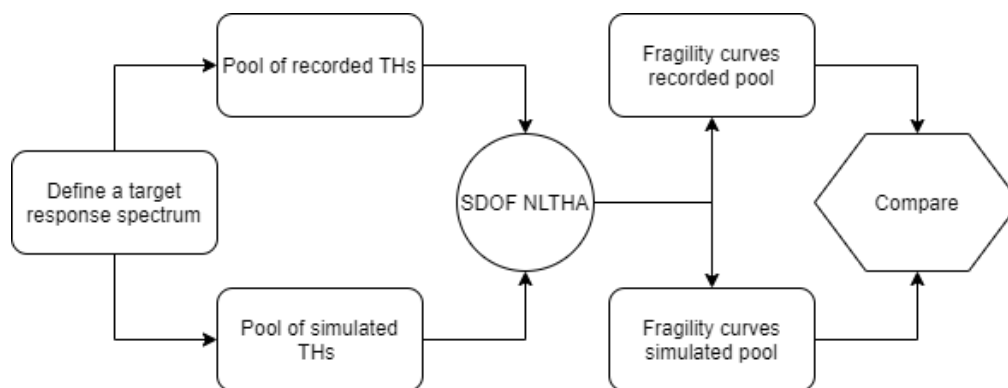 Pool of recorded THs
Fragility curves
recorded pool
Define a target
response spectrum
SDOF NLTHA
Compare
Pool of simulated
THs
Fragility curves
simulated pool